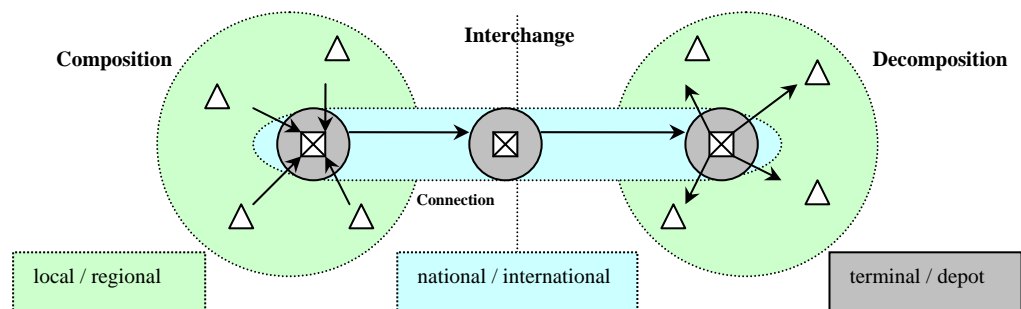 Interchange
Composition
Decomposition
Connection
local / regional
national / international
terminal / depot